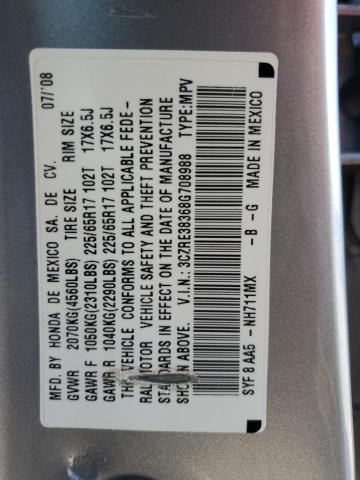 MFD. BY HONDA DE MEXICO SA. DE CV. 07/'08
GVWR 2070KG(4560LBS) TIRE SIZE RIM SIZE
GAWR F 1050KG(2310LBS) 225/65R17 102T 17X6.5J
GAWR R 1040KG(2290LBS) 225/65R17 102T 17X6.5J
THIS VEHICLE CONFORMS TO ALL APPLICABLE FEDE-
RAL MOTOR VEHICLE SAFETY AND THEFT PREVENTION
STANDARDS IN EFFECT ON THE DATE OF MANUFACTURE
SHOWN ABOVE. V.I.N.: 3CZRE38368G708988 TYPE:MPV
SYF 8 AA5 -NH711MX -B -G MADE IN MEXICO